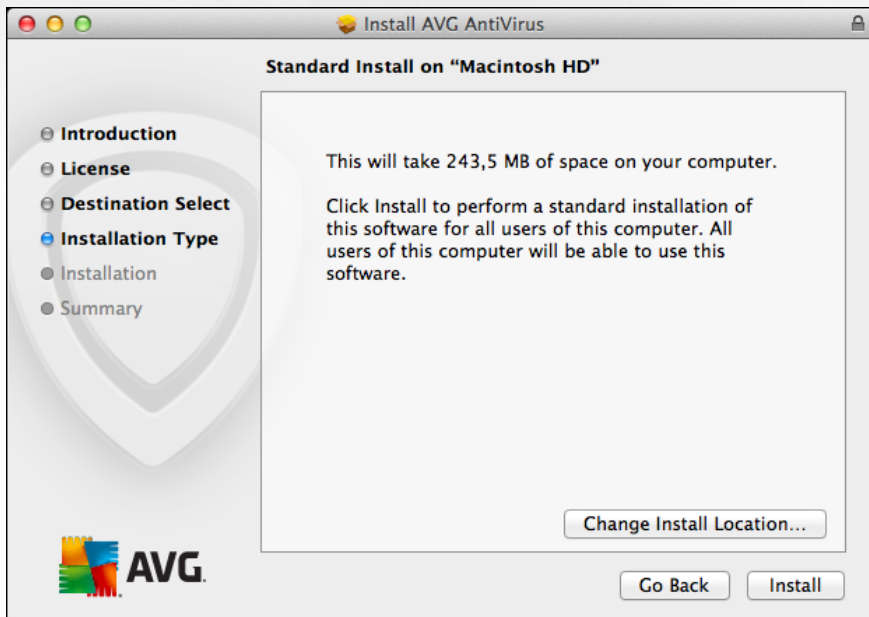 Install AVG AntiVirus
Standard Install on “Macintosh HD”
Introduction
License
Destination Select
Installation Type
Installation
Summary
This will take 243,5 MB of space on your computer.
Click Install to perform a standard installation of
this software for all users of this computer. All
users of this computer will be able to use this
software.
Change Install Location...
AVG.
Go Back
Install